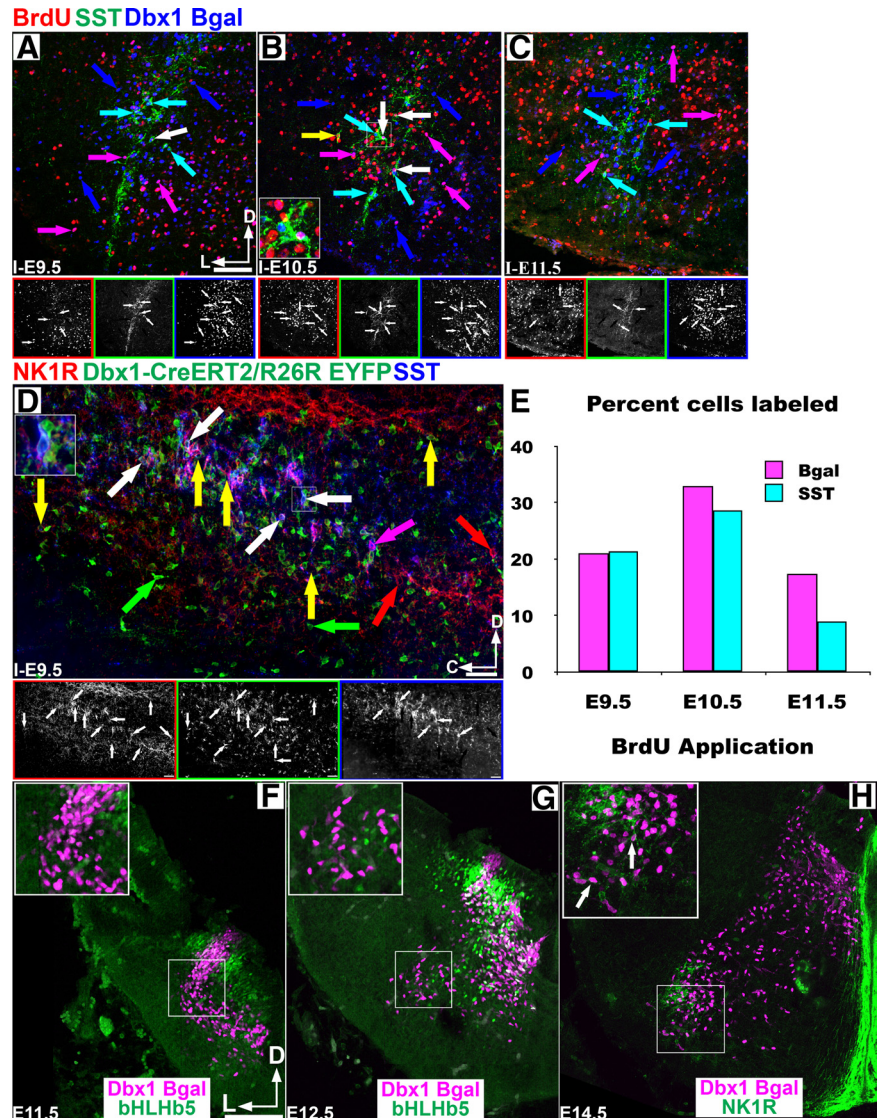 BrdU SST Dbx1 Bgal
A
B
C
D
L
I-E9.5
I-E10.5
I-E11.5
NK1R Dbx1-CreERT2/R26R EYFP SST
D
D
C
I-E9.5
E
Percent cells labeled
40
30
20
10
0
Bgal
SST
E9.5 E10.5 E11.5
BrdU Application
F
G
H
D
L
E11.5
Dbx1 Bgal
bHLHb5
E12.5
Dbx1 Bgal
bHLHb5
E14.5
Dbx1 Bgal
NK1R